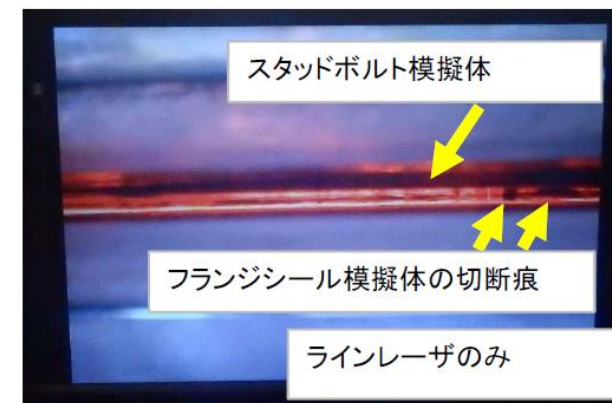 スタッドボルト模擬体
フランジシール模擬体の切断痕
ラインレーザのみ